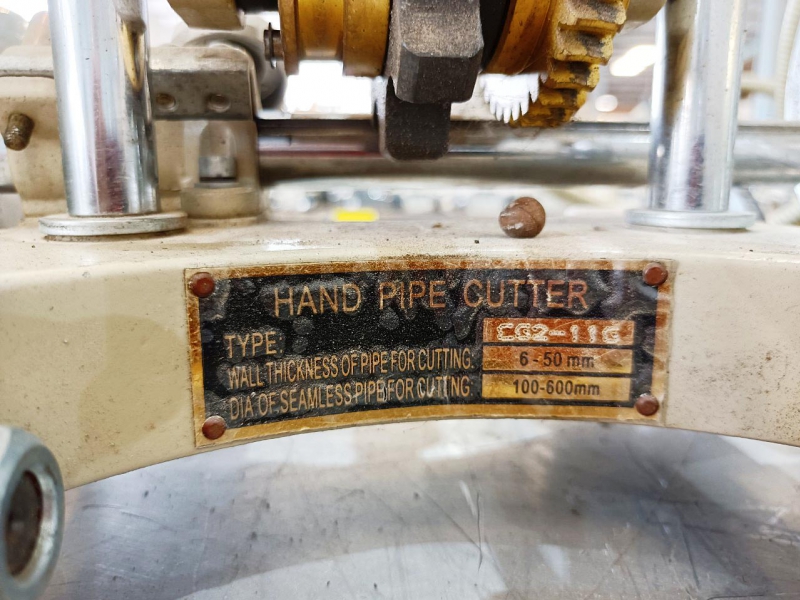 HAND PIPE CUTTER
TYPE: CG2-11G
WALL THICKNESS OF PIPE FOR CUTTING: 6-50 mm
DIA OF SEAMLESS PIPE FOR CUTTING 100-600mm